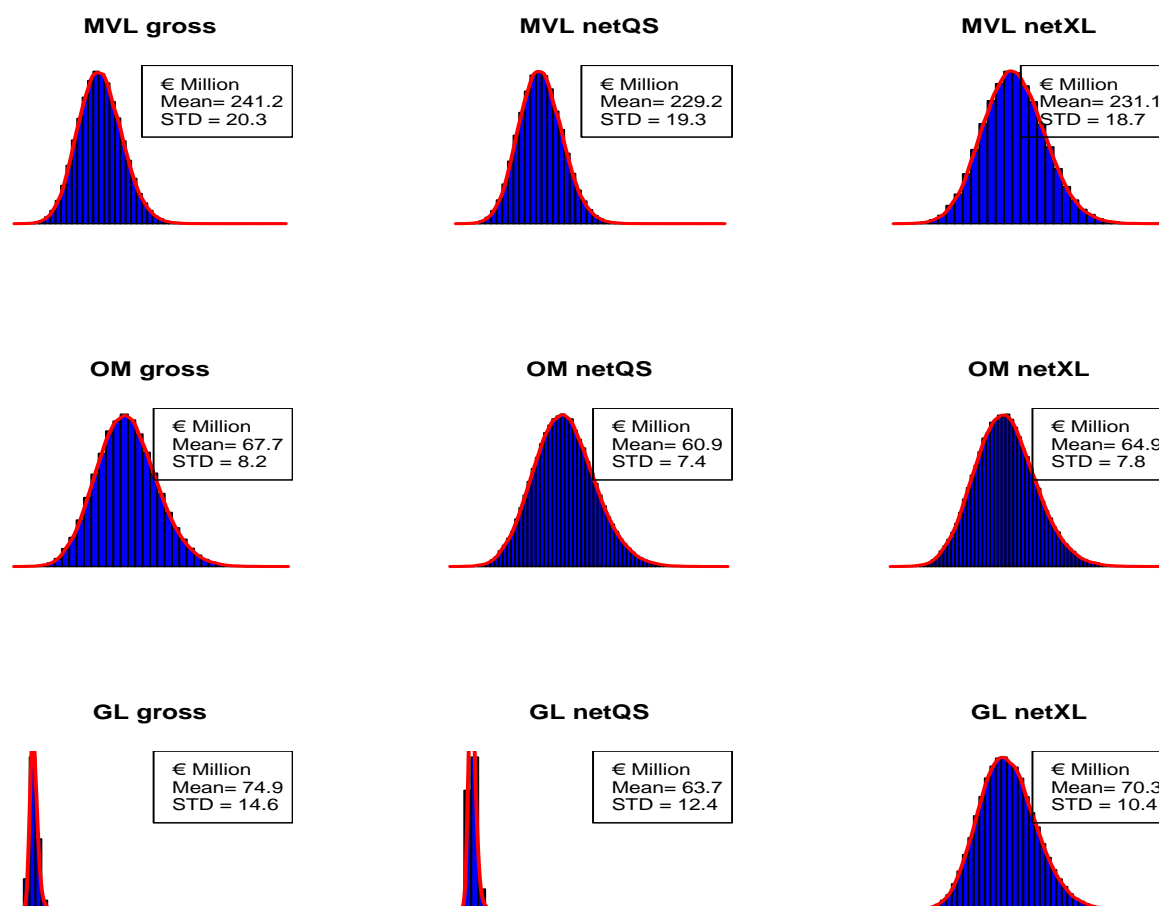 MVL gross
€ Million
Mean= 241.2
STD = 20.3
MVL netQS
€ Million
Mean= 229.2
STD = 19.3
MVL netXL
€ Million
Mean= 231.1
STD = 18.7
OM gross
€ Million
Mean= 67.7
STD = 8.2
OM netQS
€ Million
Mean= 60.9
STD = 7.4
OM netXL
€ Million
Mean= 64.9
STD = 7.8
GL gross
€ Million
Mean= 74.9
STD = 14.6
GL netQS
€ Million
Mean= 63.7
STD = 12.4
GL netXL
€ Million
Mean= 70.3
STD = 10.4